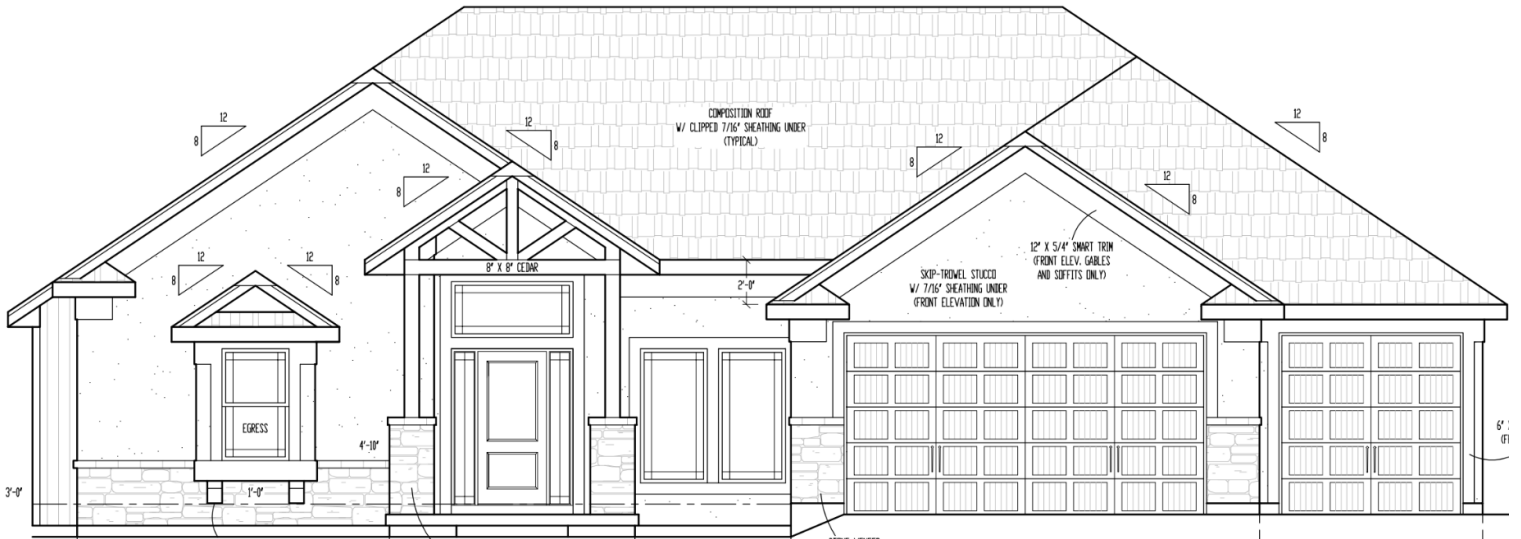 COMPOSITION ROOF
W/ CLIPPED 7/16" SHEATHING UNDER
(TYPICAL)
12
8
12
8
12
8
12
8
12
8
12
8
12
8
12
8
12" X 5/4" SMART TRIM
(FRONT ELEV. GABLES
AND SOFFITS ONLY)
8" X 8" CEDAR
2'-0"
SKIP-TROWEL STUCCO
W/ 7/16" SHEATHING UNDER
(FRONT ELEVATION ONLY)
EGRESS
4'-10"
6"
3'-0"
1'-0"